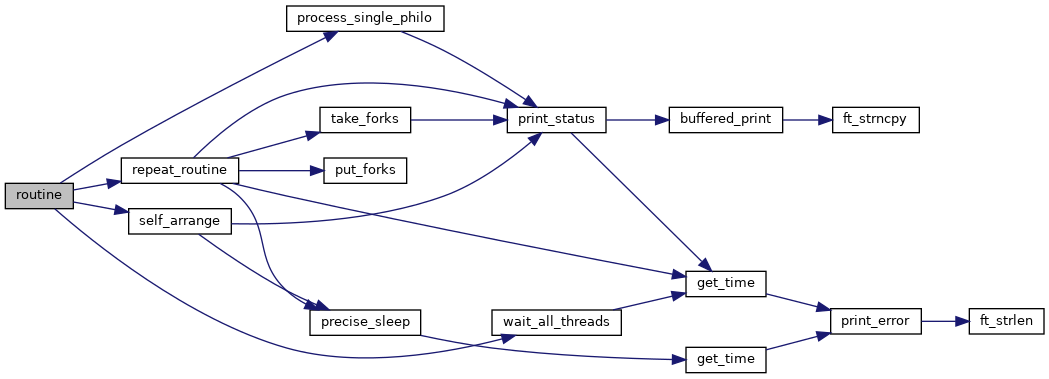 process_single_philo
take_forks
print_status
buffered_print
ft_strncpy
repeat_routine
put_forks
routine
self_arrange
get_time
precise_sleep
wait_all_threads
print_error
ft_strlen
get_time